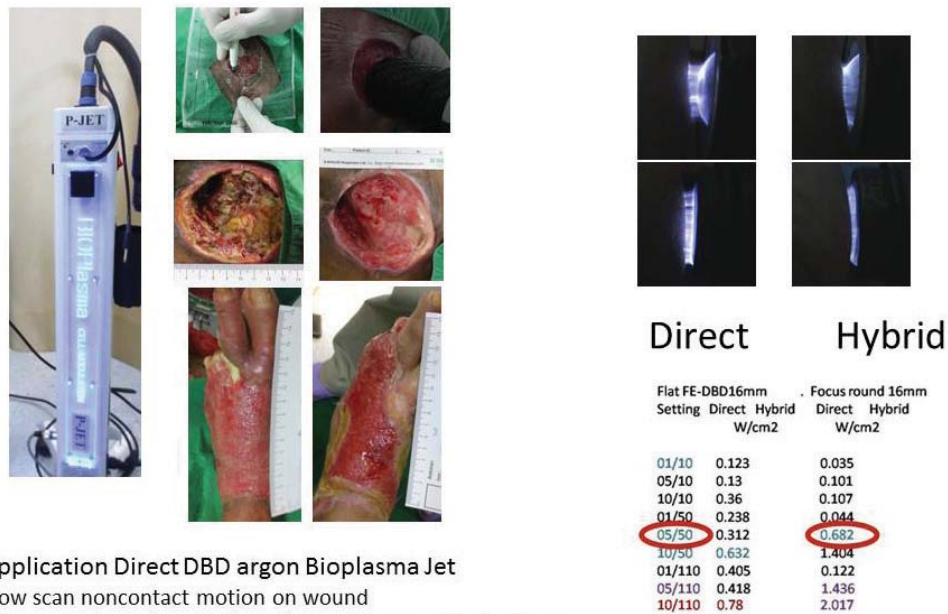 P-JET
BIOPlasma
P-JET
Direct Hybrid
Flat FE-DBD16mm . Focus round 16mm
Setting Direct Hybrid Direct Hybrid
W/cm2 W/cm2
01/10 0.123 0.035
05/10 0.13 0.101
10/10 0.36 0.107
01/50 0.238 0.044
05/50 0.312 0.682
10/50 0.632 1.404
01/110 0.405 0.122
05/110 0.418 1.436
10/110 0.78 2.017
pplication Direct DBD argon Bioplasma Jet
ow scan noncontact motion on wound